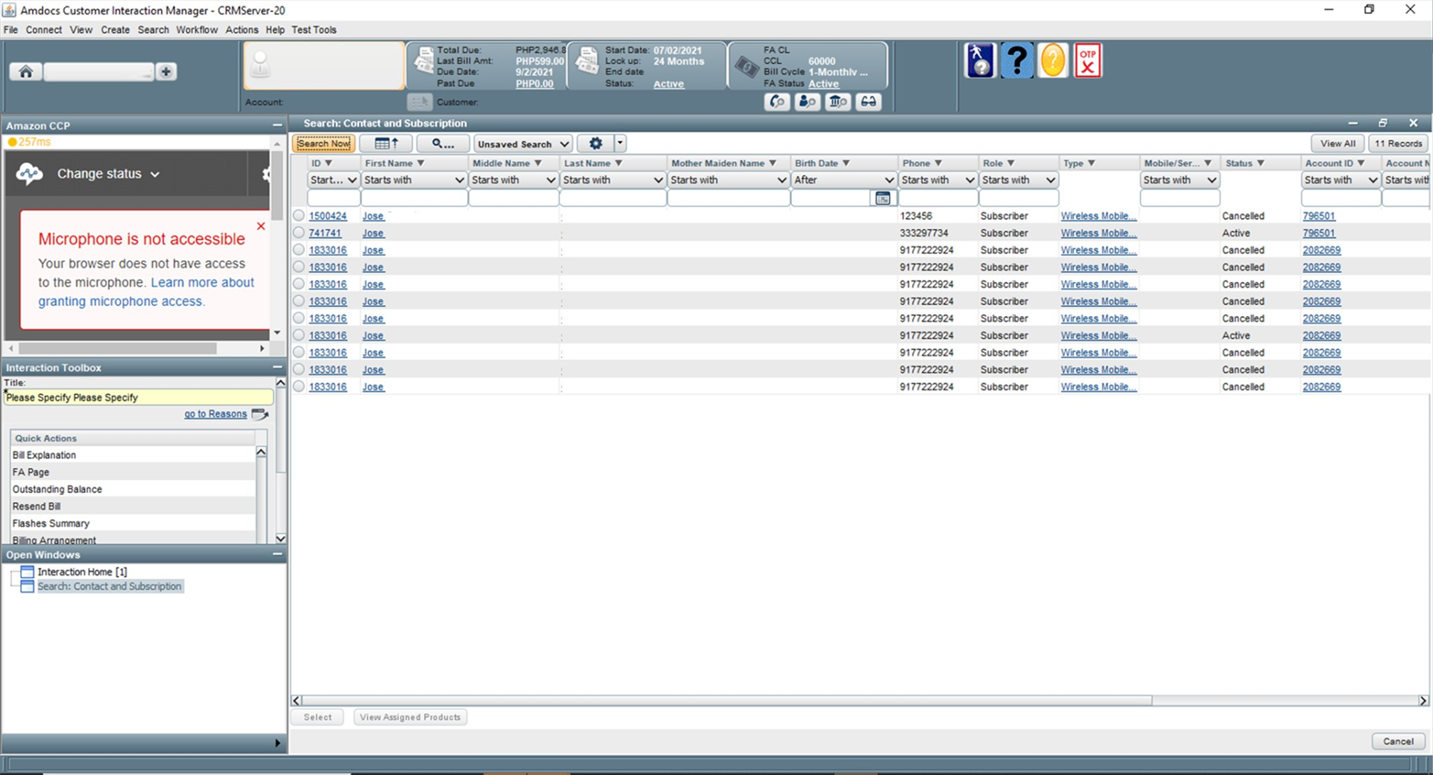 Amdocs Customer Interaction Manager - CRMServer-20
File Connect View Create Search Workflow Actions Help Test Tools
Total Due: PHP2,946.8
Last Bill Amt: PHP599.00
Due Date: 9/2/2021
Past Due PHP0.00
Start Date: 07/02/2021
Lock up: 24 Months
End date
Status: Active
FA CL
CCL 60000
Bill Cycle 1-Monthly ...
FA Status Active
OTP
X
Account: Customer:
Amazon CCP
257ms
Change status
Microphone is not accessible
Your browser does not have access
to the microphone. Learn more about
granting microphone access.
Interaction Toolbox
Title:
*Please Specify Please Specify
go to Reasons
Quick Actions
Bill Explanation
FA Page
Outstanding Balance
Resend Bill
Flashes Summary
Billing Arrangement
Open Windows
Interaction Home [1]
Search: Contact and Subscription
Search: Contact and Subscription
Search Now ... Unsaved Search View All 11 Records
ID First Name Middle Name Last Name Mother Maiden Name Birth Date Phone Role Type Mobile/Ser... Status Account ID Account N
Start... Starts with Starts with Starts with Starts with After Starts with Starts with Starts with Starts with Starts with
1500424 Jose 123456 Subscriber Wireless Mobile... Cancelled 796501
741741 Jose 333297734 Subscriber Wireless Mobile... Active 796501
1833016 Jose 9177222924 Subscriber Wireless Mobile... Cancelled 2082669
1833016 Jose 9177222924 Subscriber Wireless Mobile... Cancelled 2082669
1833016 Jose 9177222924 Subscriber Wireless Mobile... Cancelled 2082669
1833016 Jose 9177222924 Subscriber Wireless Mobile... Cancelled 2082669
1833016 Jose 9177222924 Subscriber Wireless Mobile... Cancelled 2082669
1833016 Jose 9177222924 Subscriber Wireless Mobile... Active 2082669
1833016 Jose 9177222924 Subscriber Wireless Mobile... Cancelled 2082669
1833016 Jose 9177222924 Subscriber Wireless Mobile... Cancelled 2082669
1833016 Jose 9177222924 Subscriber Wireless Mobile... Cancelled 2082669
Select View Assigned Products
Cancel